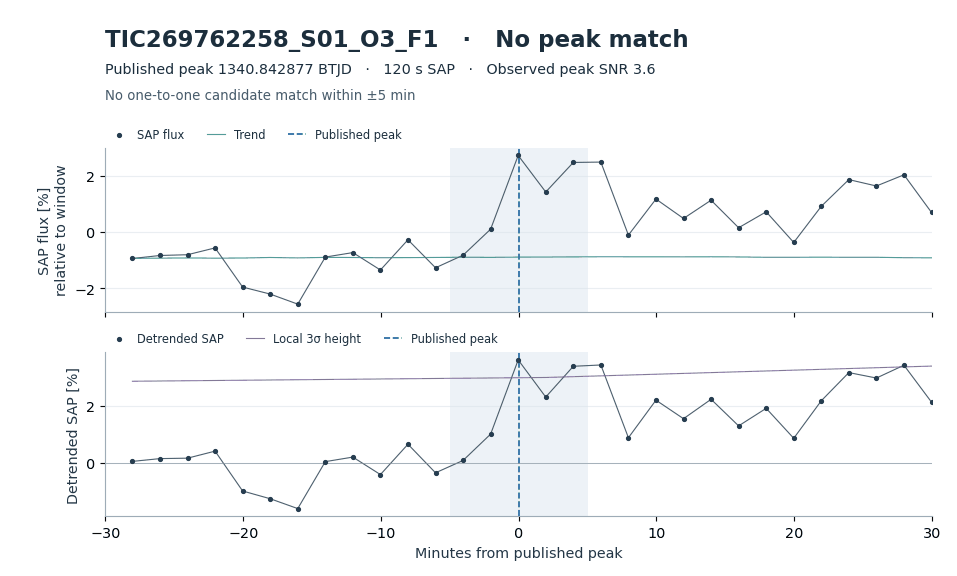 TIC269762258_S01_O3_F1 · No peak match
Published peak 1340.842877 BTJD · 120 s SAP · Observed peak SNR 3.6
No one-to-one candidate match within ±5 min
SAP flux Trend Published peak
SAP flux [%]
relative to window
2
0
−2
Detrended SAP Local 3σ height Published peak
Detrended SAP [%]
2
0
−30 −20 −10 0 10 20 30
Minutes from published peak